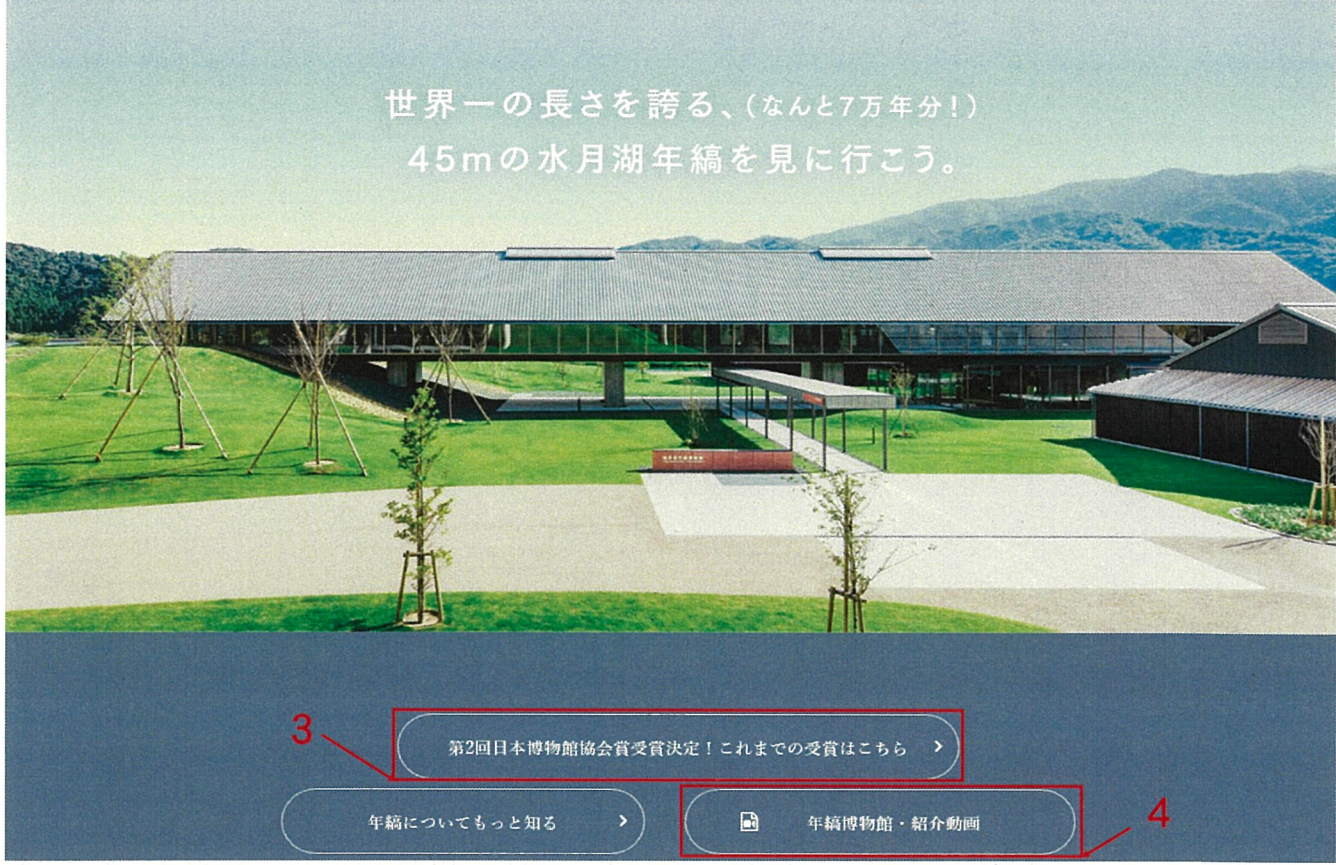 世界一の長さを誇る、（なんと7万年分！）
45mの水月湖年縞を見に行こう。
3
第2回日本博物館協会賞受賞決定！これまでの受賞はこちら
年縞についてもっと知る
年縞博物館・紹介動画
4